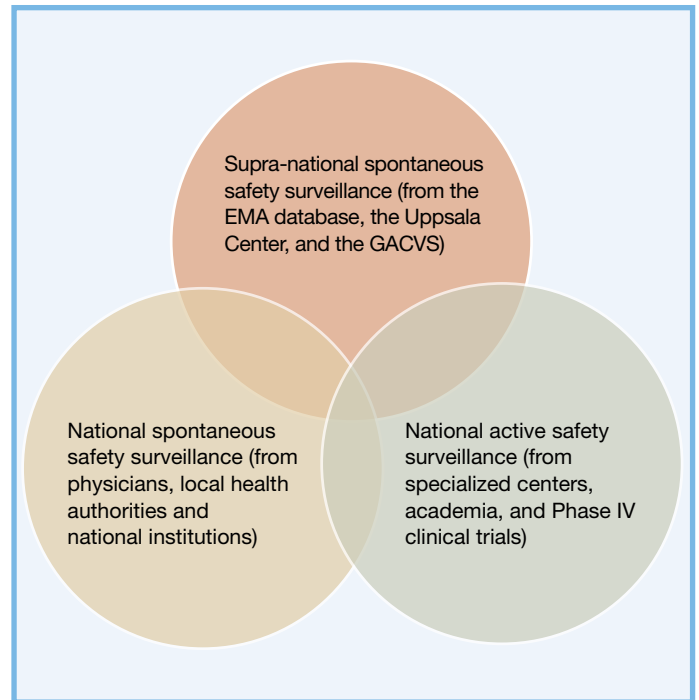 Supra-national spontaneous
safety surveillance (from the
EMA database, the Uppsala
Center, and the GACVS)
National spontaneous
safety surveillance (from
physicians, local health
authorities and
national institutions)
National active safety
surveillance (from
specialized centers,
academia, and Phase IV
clinical trials)